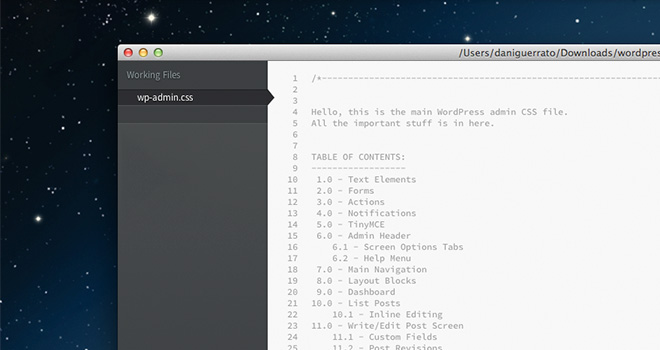 /Users/daniguerrato/Downloads/wordpres
Working Files
wp-admin.css
1 /*----------------------------------------------------------------
2
3
4 Hello, this is the main WordPress admin CSS file.
5 All the important stuff is in here.
6
7
8 TABLE OF CONTENTS:
9 ------------------
10 1.0 - Text Elements
11 2.0 - Forms
12 3.0 - Actions
13 4.0 - Notifications
14 5.0 - TinyMCE
15 6.0 - Admin Header
16 6.1 - Screen Options Tabs
17 6.2 - Help Menu
18 7.0 - Main Navigation
19 8.0 - Layout Blocks
20 9.0 - Dashboard
21 10.0 - List Posts
22 10.1 - Inline Editing
23 11.0 - Write/Edit Post Screen
24 11.1 - Custom Fields
25 11.2 - Post Revisions